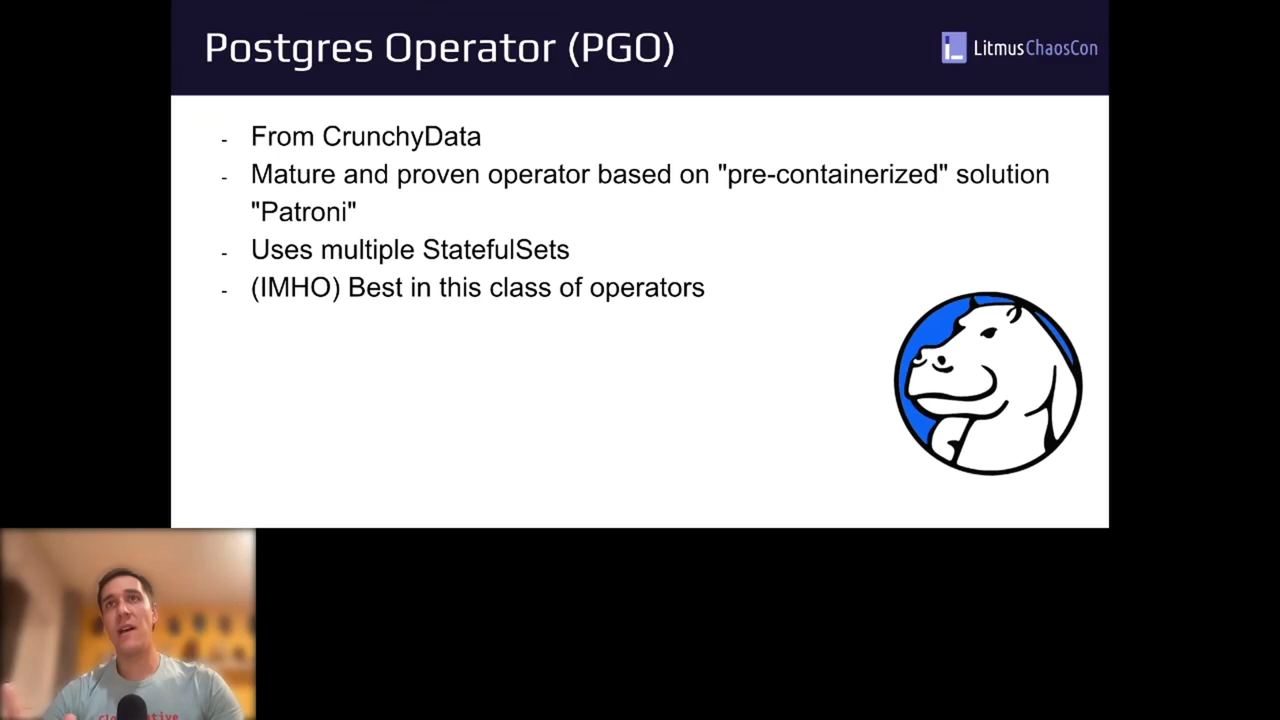 Postgres Operator (PGO)
LitmusChaosCon
- From CrunchyData
- Mature and proven operator based on "pre-containerized" solution
"Patroni"
- Uses multiple StatefulSets
- (IMHO) Best in this class of operators